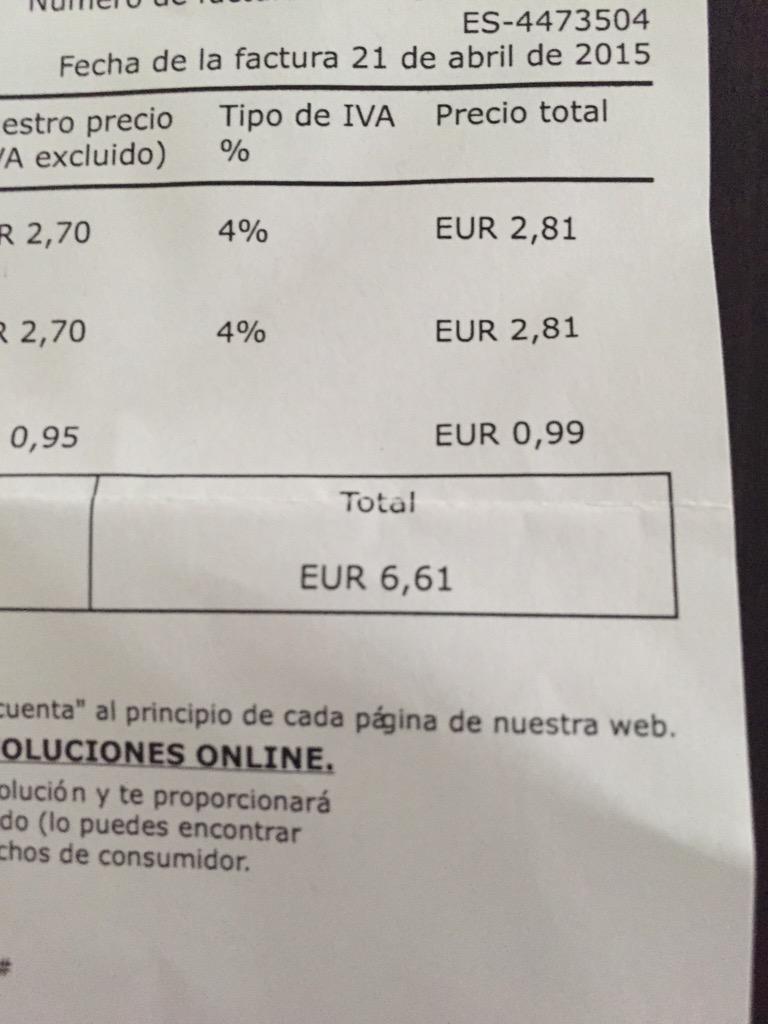 Número de
ES-4473504
Fecha de la factura 21 de abril de 2015
estro precio Tipo de IVA Precio total
VA excluido) %
R 2,70 4% EUR 2,81
R 2,70 4% EUR 2,81
0,95 EUR 0,99
Total
EUR 6,61
cuenta" al principio de cada página de nuestra web.
OLUCIONES ONLINE.
olución y te proporcionará
do (lo puedes encontrar
chos de consumidor.
#